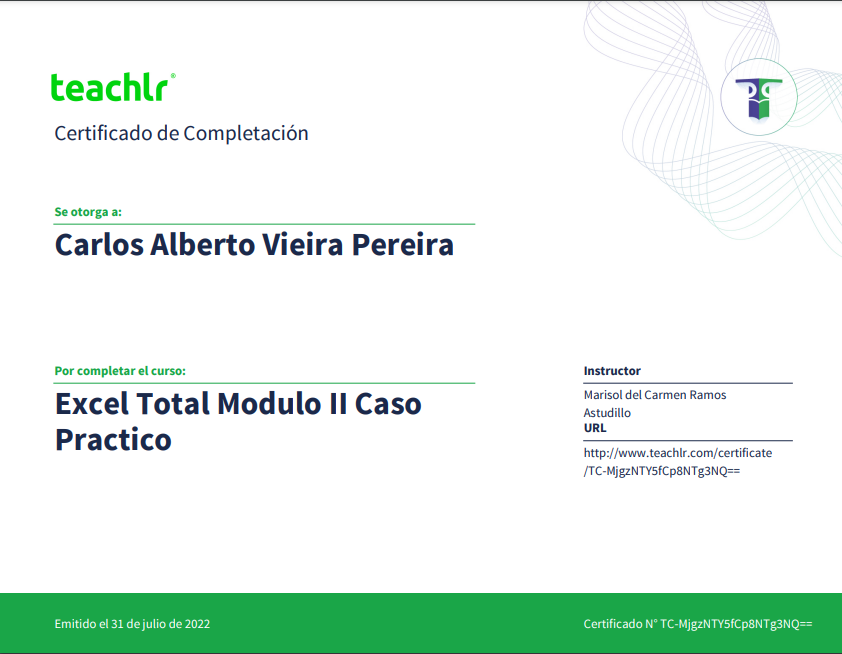 teachlr®
Certificado de Completación
Se otorga a:
Carlos Alberto Vieira Pereira
Por completar el curso:
Excel Total Modulo II Caso
Practico
Instructor
Marisol del Carmen Ramos
Astudillo
URL
http://www.teachlr.com/certificate
/TC-MjgzNTY5fCp8NTg3NQ==
Emitido el 31 de julio de 2022
Certificado N° TC-MjgzNTY5fCp8NTg3NQ==